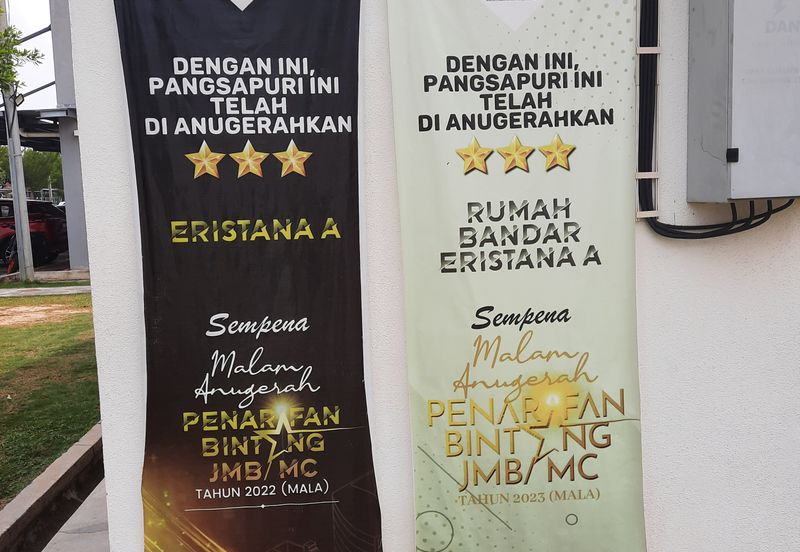 DENGAN INI,
PANGSAPURI INI
TELAH
DI ANUGERAHKAN
ERISTANA A
Sempena
Malam
Anugerah
PENARAFAN
BINTANG
JMB/MC
TAHUN 2022 (MALA)
DENGAN INI,
PANGSAPURI INI
TELAH
DI ANUGERAHKAN
RUMAH
BANDAR
ERISTANA A
Sempena
Malam
Anugerah
PENARAFAN
BINTANG
JMB/MC
TAHUN 2023 (MALA)
DAN